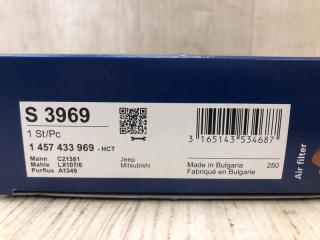 S 3969
1 St/Pc
1 457 433 969 - HCT
Mann C21361
Mahle LX107/6
Purflux A1349
Jeep
Mitsubishi
3 165143 534687
Made in Bulgaria 250
Fabriqué en Bulgarie
Air filter